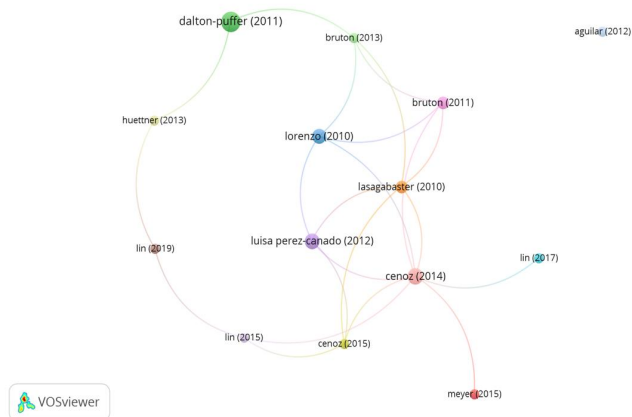 dalton-puffer (2011)
aguilar (2012)
bruton (2013)
bruton (2011)
huettner (2013)
lorenzo (2010)
lasagabaster (2010)
luisa perez-canado (2012)
lin (2019)
lin (2017)
cenoz (2014)
lin (2015)
cenoz (2015)
meyer (2015)
VOSviewer